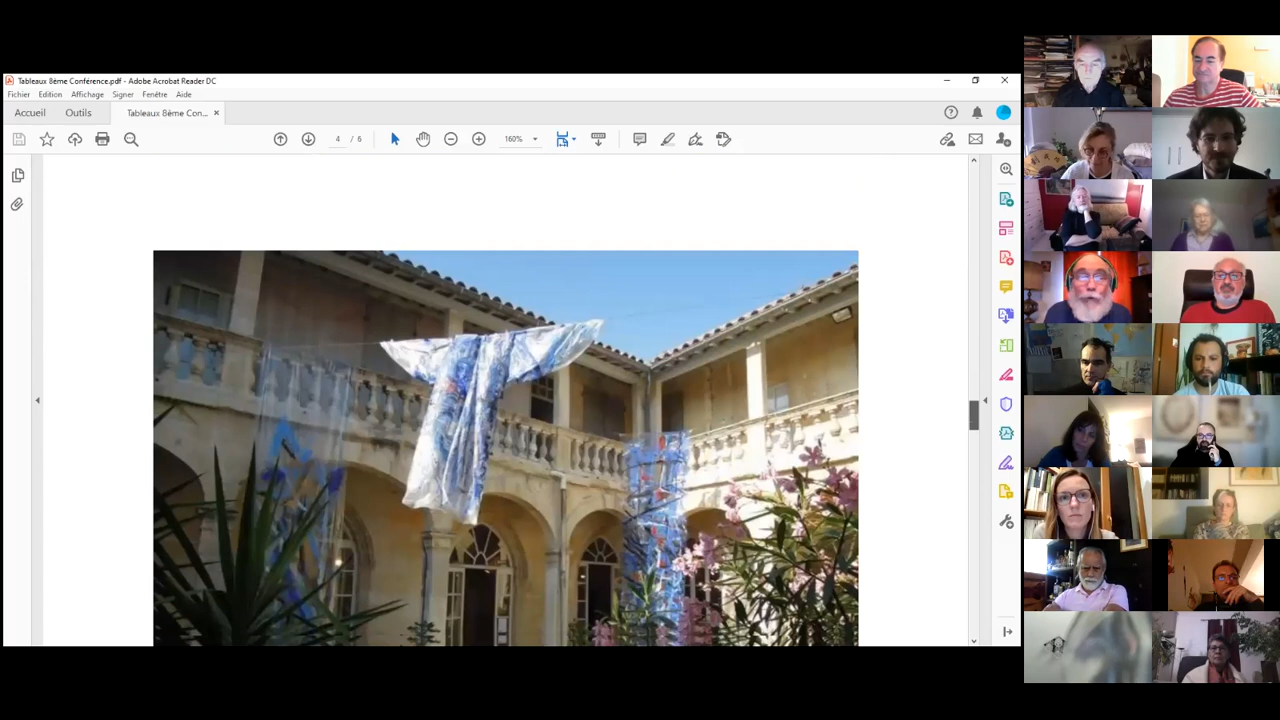 Tableaux 8ème Conférence.pdf - Adobe Acrobat Reader DC
Fichier Edition Affichage Signer Fenêtre Aide
Accueil Outils Tableaux 8ème Con... ×
4 / 6 160%